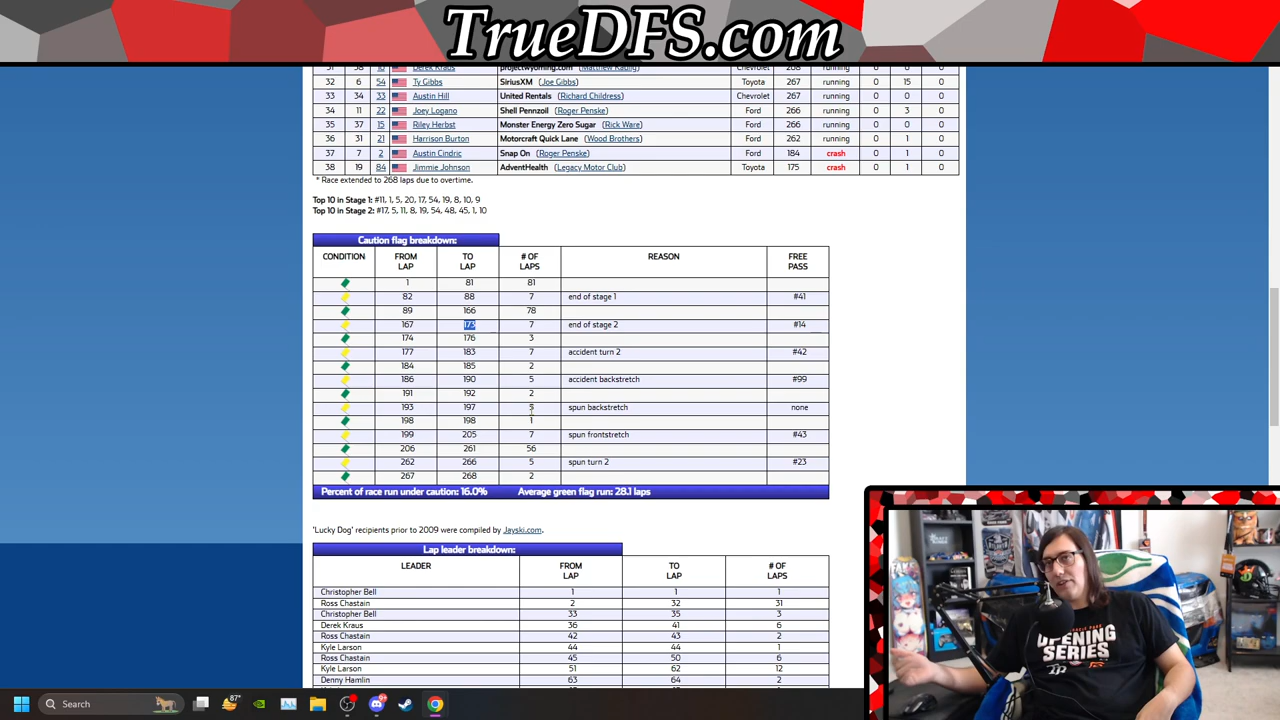 TrueDFS.com
31 38 16 Derek Kraus projectwyoming.com (Matthew Kaulig) Chevrolet 268 running 0 0 0
32 6 54 Ty Gibbs SiriusXM (Joe Gibbs) Toyota 267 running 0 15 0
33 34 33 Austin Hill United Rentals (Richard Childress) Chevrolet 267 running 0 0 0
34 11 22 Joey Logano Shell Pennzoil (Roger Penske) Ford 266 running 0 3 0
35 37 15 Riley Herbst Monster Energy Zero Sugar (Rick Ware) Ford 266 running 0 0 0
36 31 21 Harrison Burton Motorcraft Quick Lane (Wood Brothers) Ford 262 running 0 1 0
37 7 2 Austin Cindric Snap On (Roger Penske) Ford 184 crash 0 1 0
38 19 84 Jimmie Johnson AdventHealth (Legacy Motor Club) Toyota 175 crash 0 1 0
* Race extended to 268 laps due to overtime.
Top 10 in Stage 1: #11, 1, 5, 20, 17, 54, 19, 8, 10, 9
Top 10 in Stage 2: #17, 5, 11, 8, 19, 54, 48, 45, 1, 10
Caution flag breakdown:
CONDITION FROM LAP TO LAP # OF LAPS REASON FREE PASS
1 81 81
82 88 7 end of stage 1 #41
89 166 78
167 173 7 end of stage 2 #14
174 176 3
177 183 7 accident turn 2 #42
184 185 2
186 190 5 accident backstretch #99
191 192 2
193 197 5 spun backstretch none
198 198 1
199 205 7 spun frontstretch #43
206 261 56
262 266 5 spun turn 2 #23
267 268 2
Percent of race run under caution: 16.0% Average green flag run: 28.1 laps
'Lucky Dog' recipients prior to 2009 were compiled by Jayski.com.
Lap leader breakdown:
LEADER FROM LAP TO LAP # OF LAPS
Christopher Bell 1 1 1
Ross Chastain 2 32 31
Christopher Bell 33 35 3
Derek Kraus 36 41 6
Ross Chastain 42 43 2
Kyle Larson 44 44 1
Ross Chastain 45 50 6
Kyle Larson 51 62 12
Denny Hamlin 63 64 2
OPENING
SERIES
Search
87°